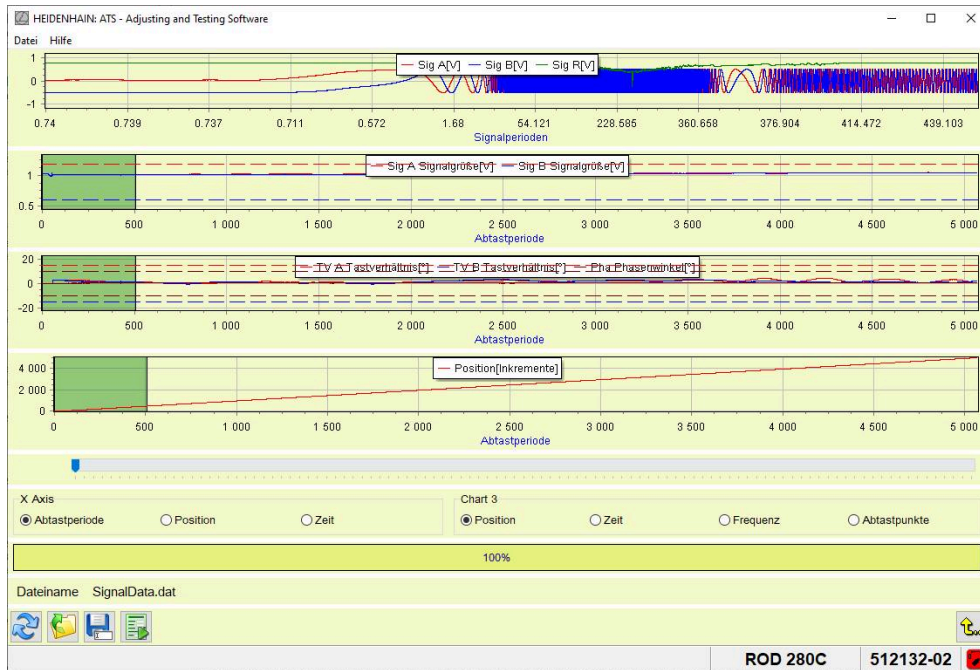 HEIDENHAIN: ATS - Adjusting and Testing Software
Datei Hilfe
Sig A[V] Sig B[V] Sig R[V]
1
0
-1
0.74 0.739 0.737 0.711 0.572 1.68 54.121 228.585 360.658 376.904 414.472 439.103
Signalperioden
Sig A Signalgröße[V] Sig B Signalgröße[V]
1
0.5
0 500 1 000 1 500 2 000 2 500 3 000 3 500 4 000 4 500 5 000
Abtastperiode
TV A Tastverhältnis[°] TV B Tastverhältnis[°] Pha Phasenwinkel[°]
20
0
-20
0 500 1 000 1 500 2 000 2 500 3 000 3 500 4 000 4 500 5 000
Abtastperiode
Position[Inkremente]
4 000
2 000
0
0 500 1 000 1 500 2 000 2 500 3 000 3 500 4 000 4 500 5 000
Abtastperiode
X Axis Chart 3
Abtastperiode Position Zeit Position Zeit Frequenz Abtastpunkte
100%
Dateiname SignalData.dat
ROD 280C 512132-02